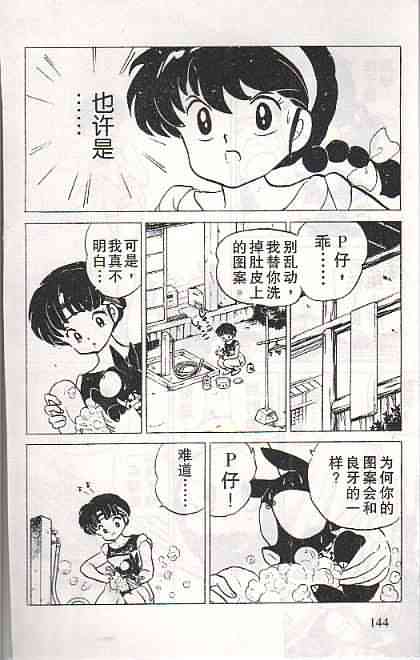 也许是
……
P仔，
乖……
别乱动，
我替你洗
掉肚皮上
的图案。
可是，
我真不
明白…
为何你的
图案会和
良牙的一
样？
P仔！
难道……
144